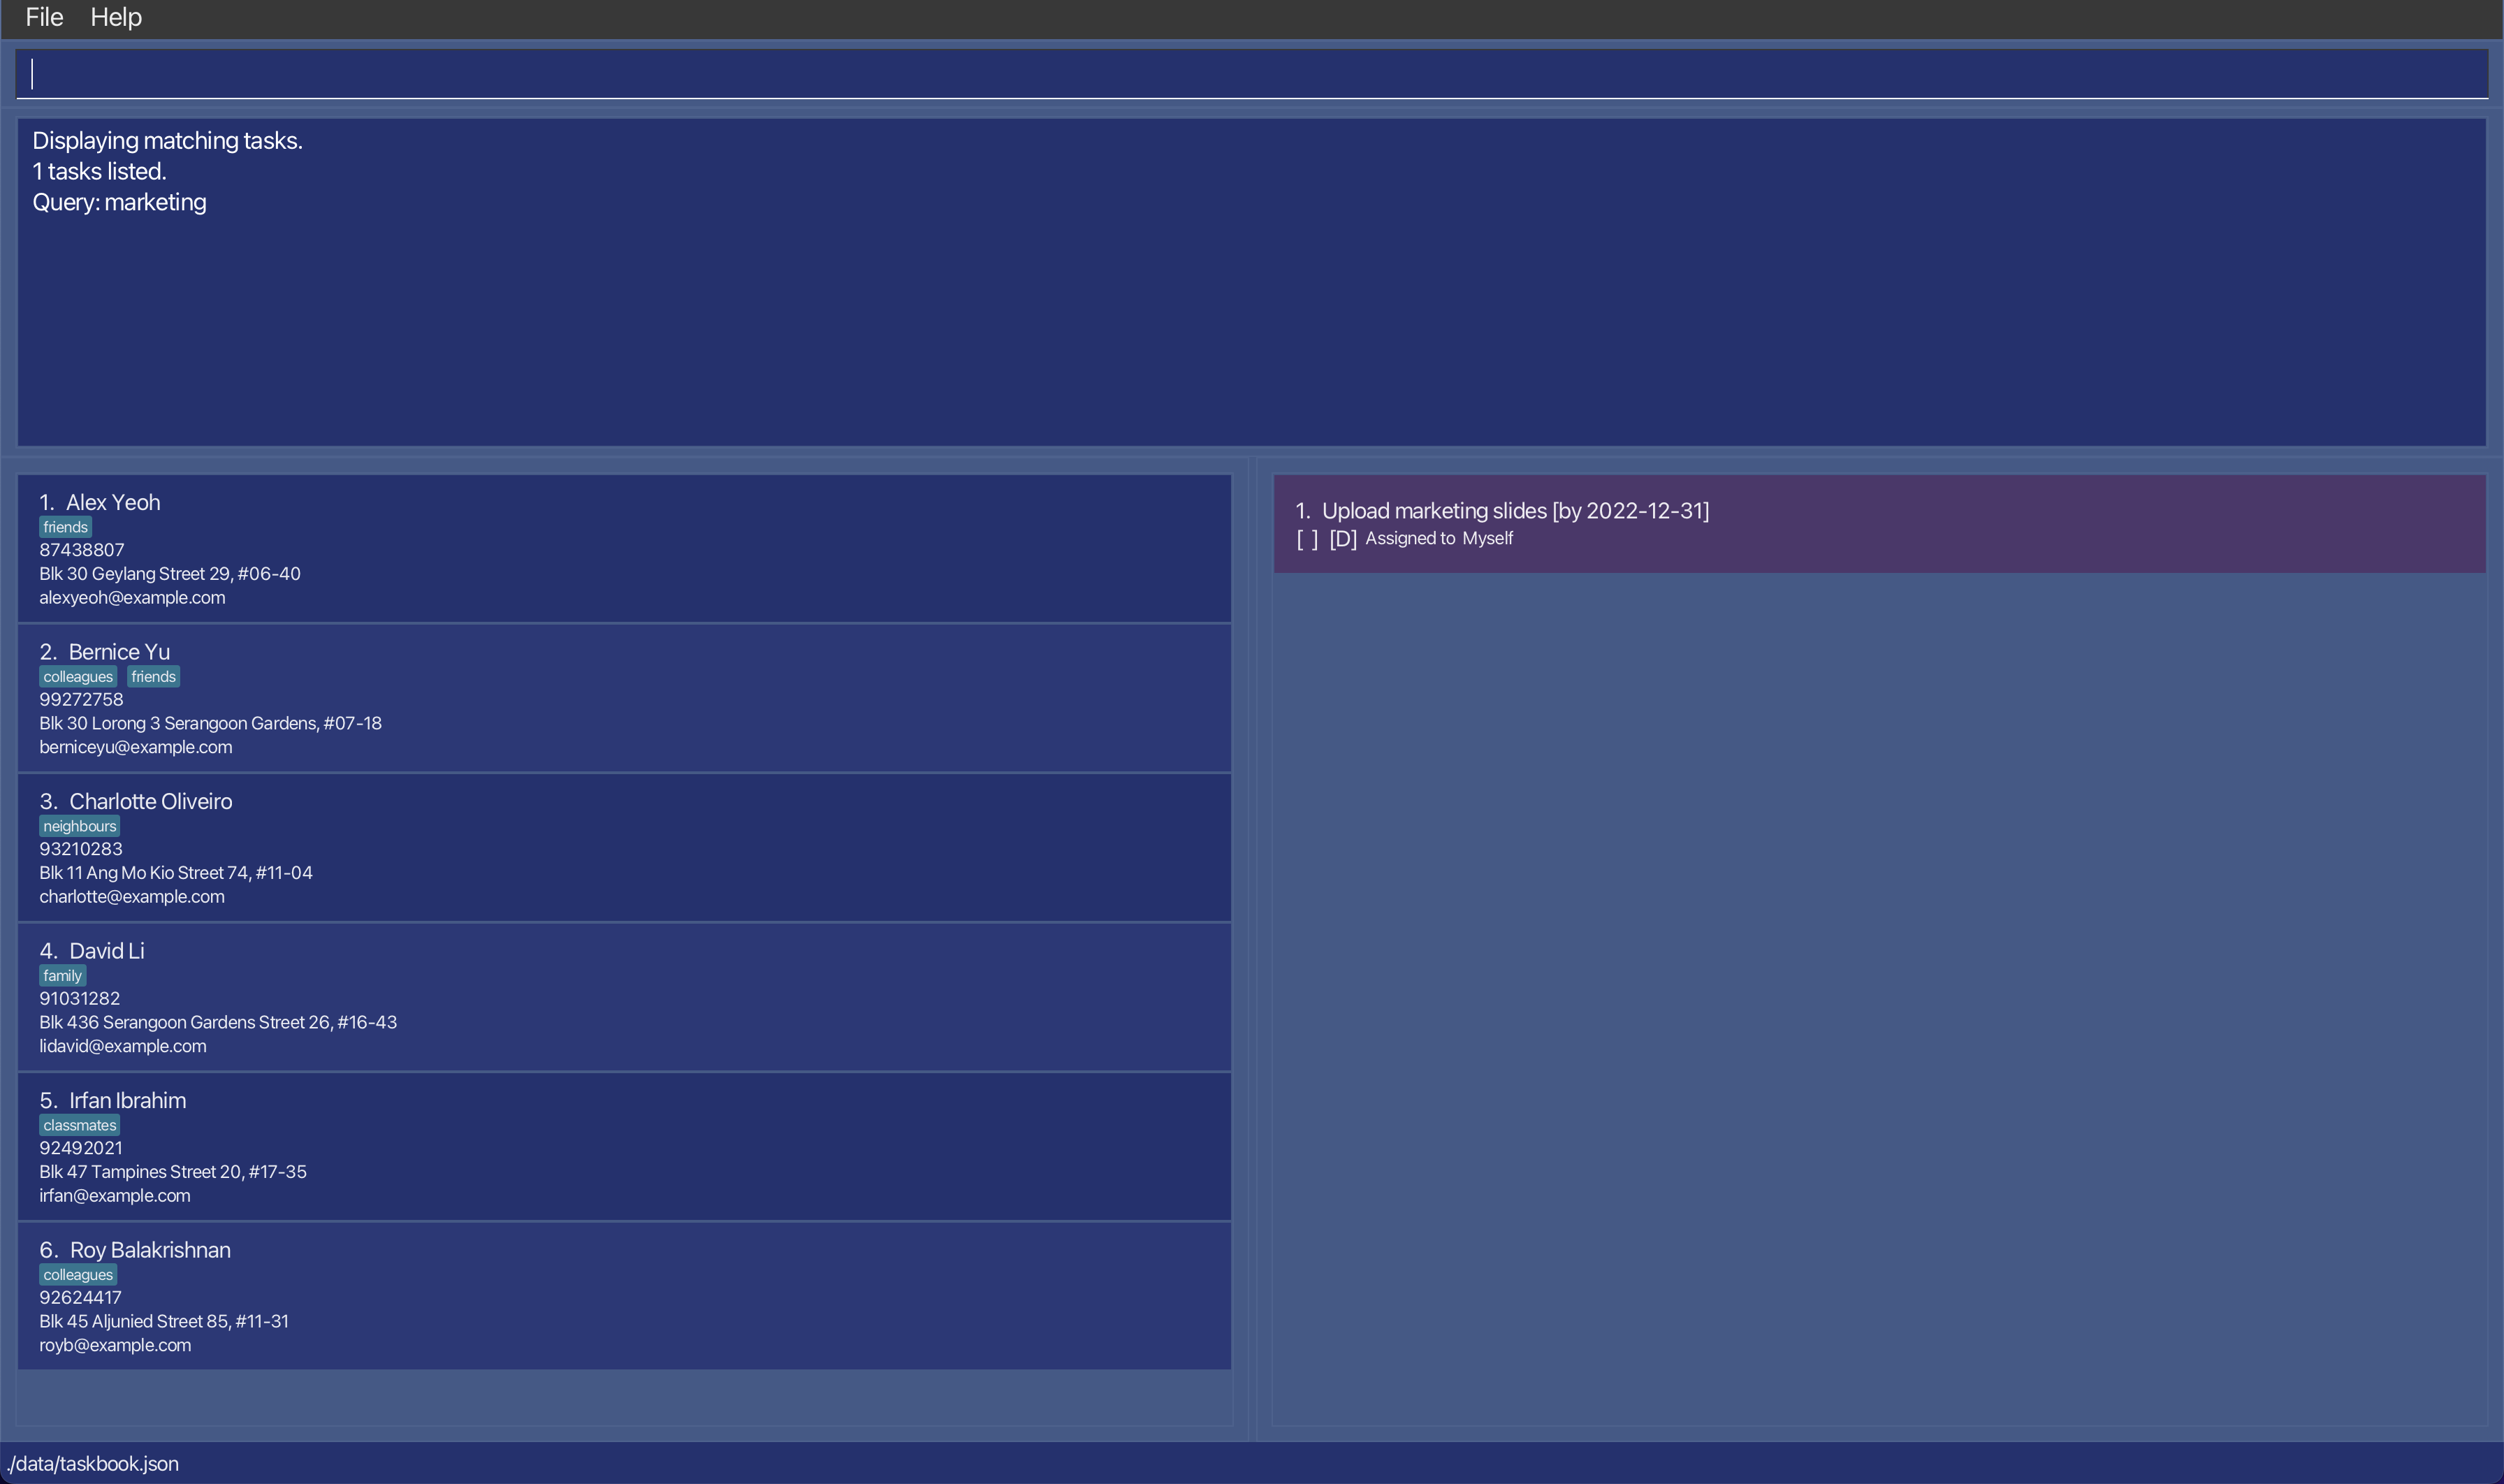 File Help
Displaying matching tasks.
1 tasks listed.
Query: marketing
1. Alex Yeoh
friends
87438807
Blk 30 Geylang Street 29, #06-40
alexyeoh@example.com
2. Bernice Yu
colleagues friends
99272758
Blk 30 Lorong 3 Serangoon Gardens, #07-18
berniceyu@example.com
3. Charlotte Oliveiro
neighbours
93210283
Blk 11 Ang Mo Kio Street 74, #11-04
charlotte@example.com
4. David Li
family
91031282
Blk 436 Serangoon Gardens Street 26, #16-43
lidavid@example.com
5. Irfan Ibrahim
classmates
92492021
Blk 47 Tampines Street 20, #17-35
irfan@example.com
6. Roy Balakrishnan
colleagues
92624417
Blk 45 Aljunied Street 85, #11-31
royb@example.com
1. Upload marketing slides [by 2022-12-31]
[ ] [D] Assigned to Myself
./data/taskbook.json